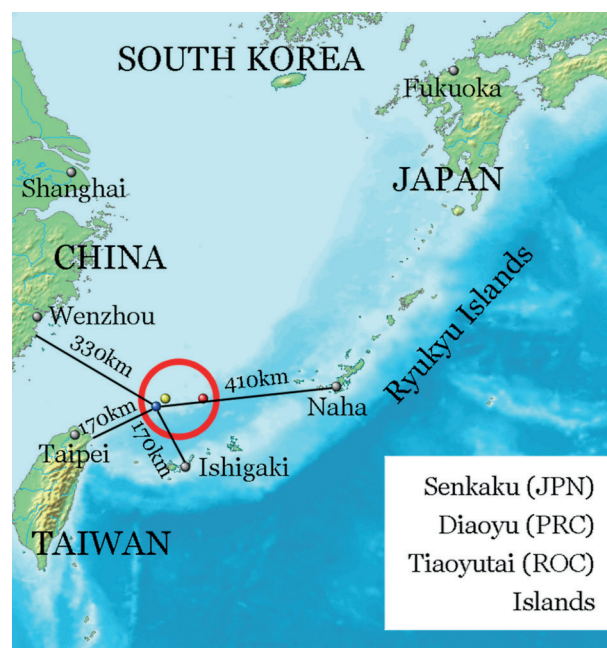 SOUTH KOREA
Fukuoka
Shanghai
JAPAN
CHINA
Wenzhou
Ryukyu Islands
330km
410km
170km
Naha
Taipei
170km
Ishigaki
TAIWAN
Senkaku (JPN)
Diaoyu (PRC)
Tiaoyutai (ROC)
Islands